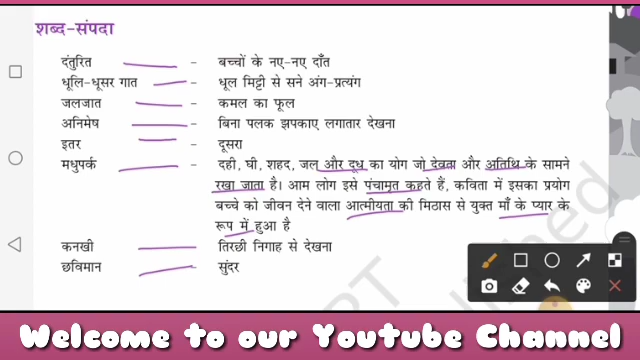 शब्द-संपदा
दंतुरित - बच्चों के नए-नए दाँत
धूलि-धूसर गात - धूल मिट्टी से सने अंग-प्रत्यंग
जलजात - कमल का फूल
अनिमेष - बिना पलक झपकाए लगातार देखना
इतर - दूसरा
मधुपर्क - दही, घी, शहद, जल और दूध का योग जो देवता और अतिथि के सामने
रखा जाता है। आम लोग इसे पंचामृत कहते हैं, कविता में इसका प्रयोग
बच्चे को जीवन देने वाला आत्मीयता की मिठास से युक्त माँ के प्यार के
रूप में हुआ है
कनखी - तिरछी निगाह से देखना
छविमान - सुंदर
Welcome to our Youtube Channel